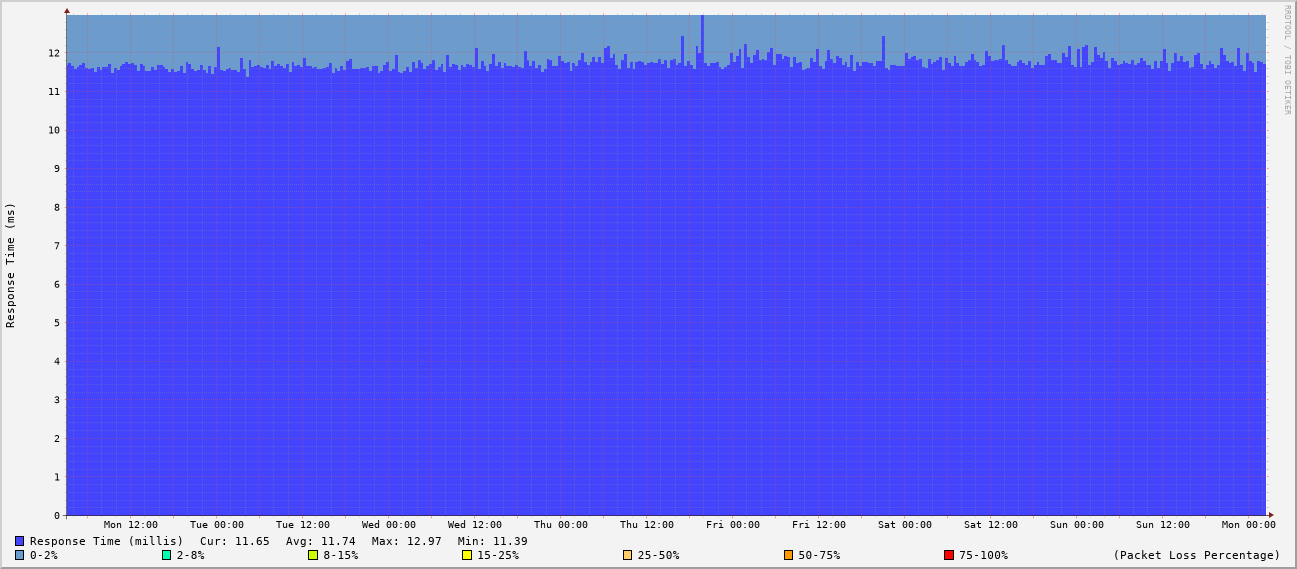 RRDTOOL / TOBI OETIKER
Response Time (ms)
12
11
10
9
8
7
6
5
4
3
2
1
0
Mon 12:00 Tue 00:00 Tue 12:00 Wed 00:00 Wed 12:00 Thu 00:00 Thu 12:00 Fri 00:00 Fri 12:00 Sat 00:00 Sat 12:00 Sun 00:00 Sun 12:00 Mon 00:00
Response Time (millis) Cur: 11.65 Avg: 11.74 Max: 12.97 Min: 11.39
0-2% 2-8% 8-15% 15-25% 25-50% 50-75% 75-100% (Packet Loss Percentage)